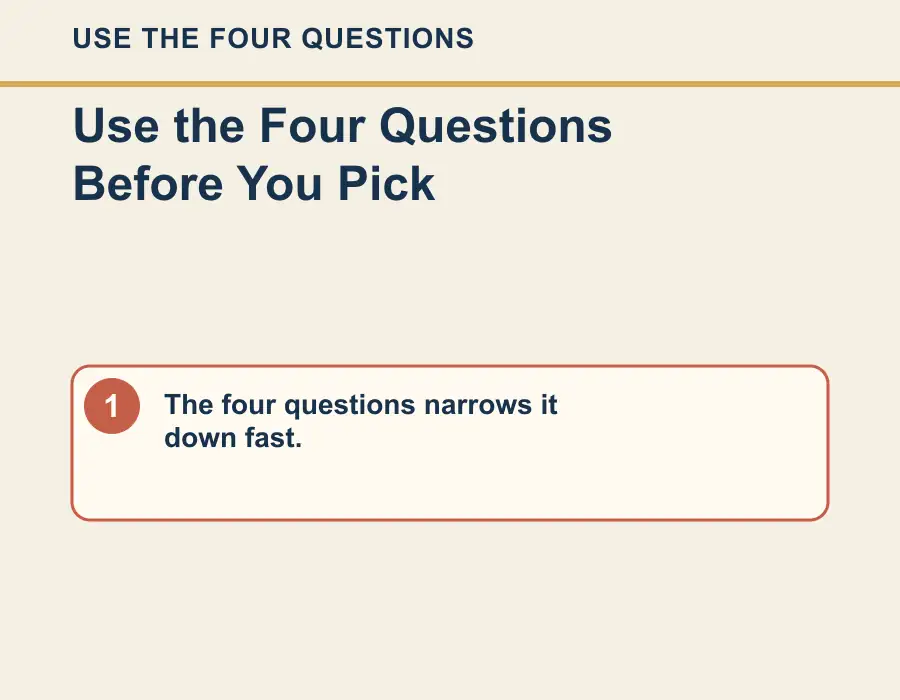 USE THE FOUR QUESTIONS
Use the Four Questions
Before You Pick
1
The four questions narrows it
down fast.